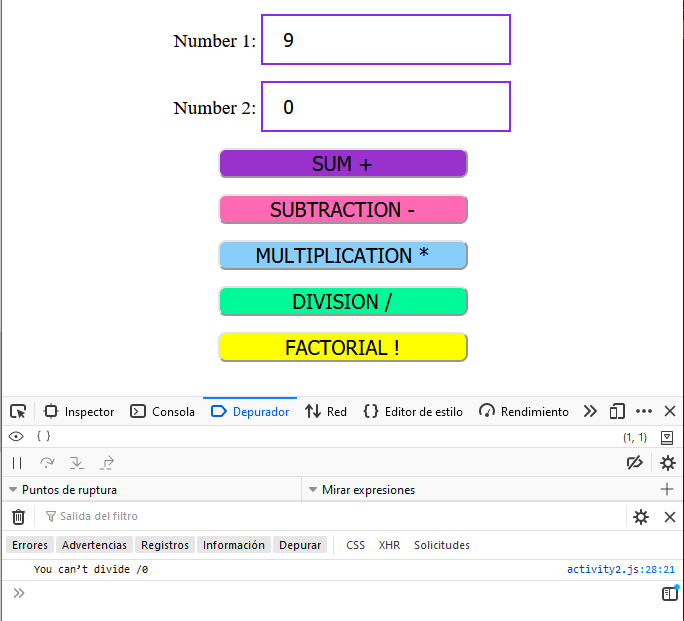 Number 1: 9
Number 2: 0
SUM +
SUBTRACTION -
MULTIPLICATION *
DIVISION /
FACTORIAL !
Inspector Consola Depurador Red {} Editor de estilo Rendimiento
{ } (1, 1)
Puntos de ruptura Mirar expresiones
Salida del filtro
Errores Advertencias Registros Información Depurar CSS XHR Solicitudes
You can’t divide /0 activity2.js:28:21